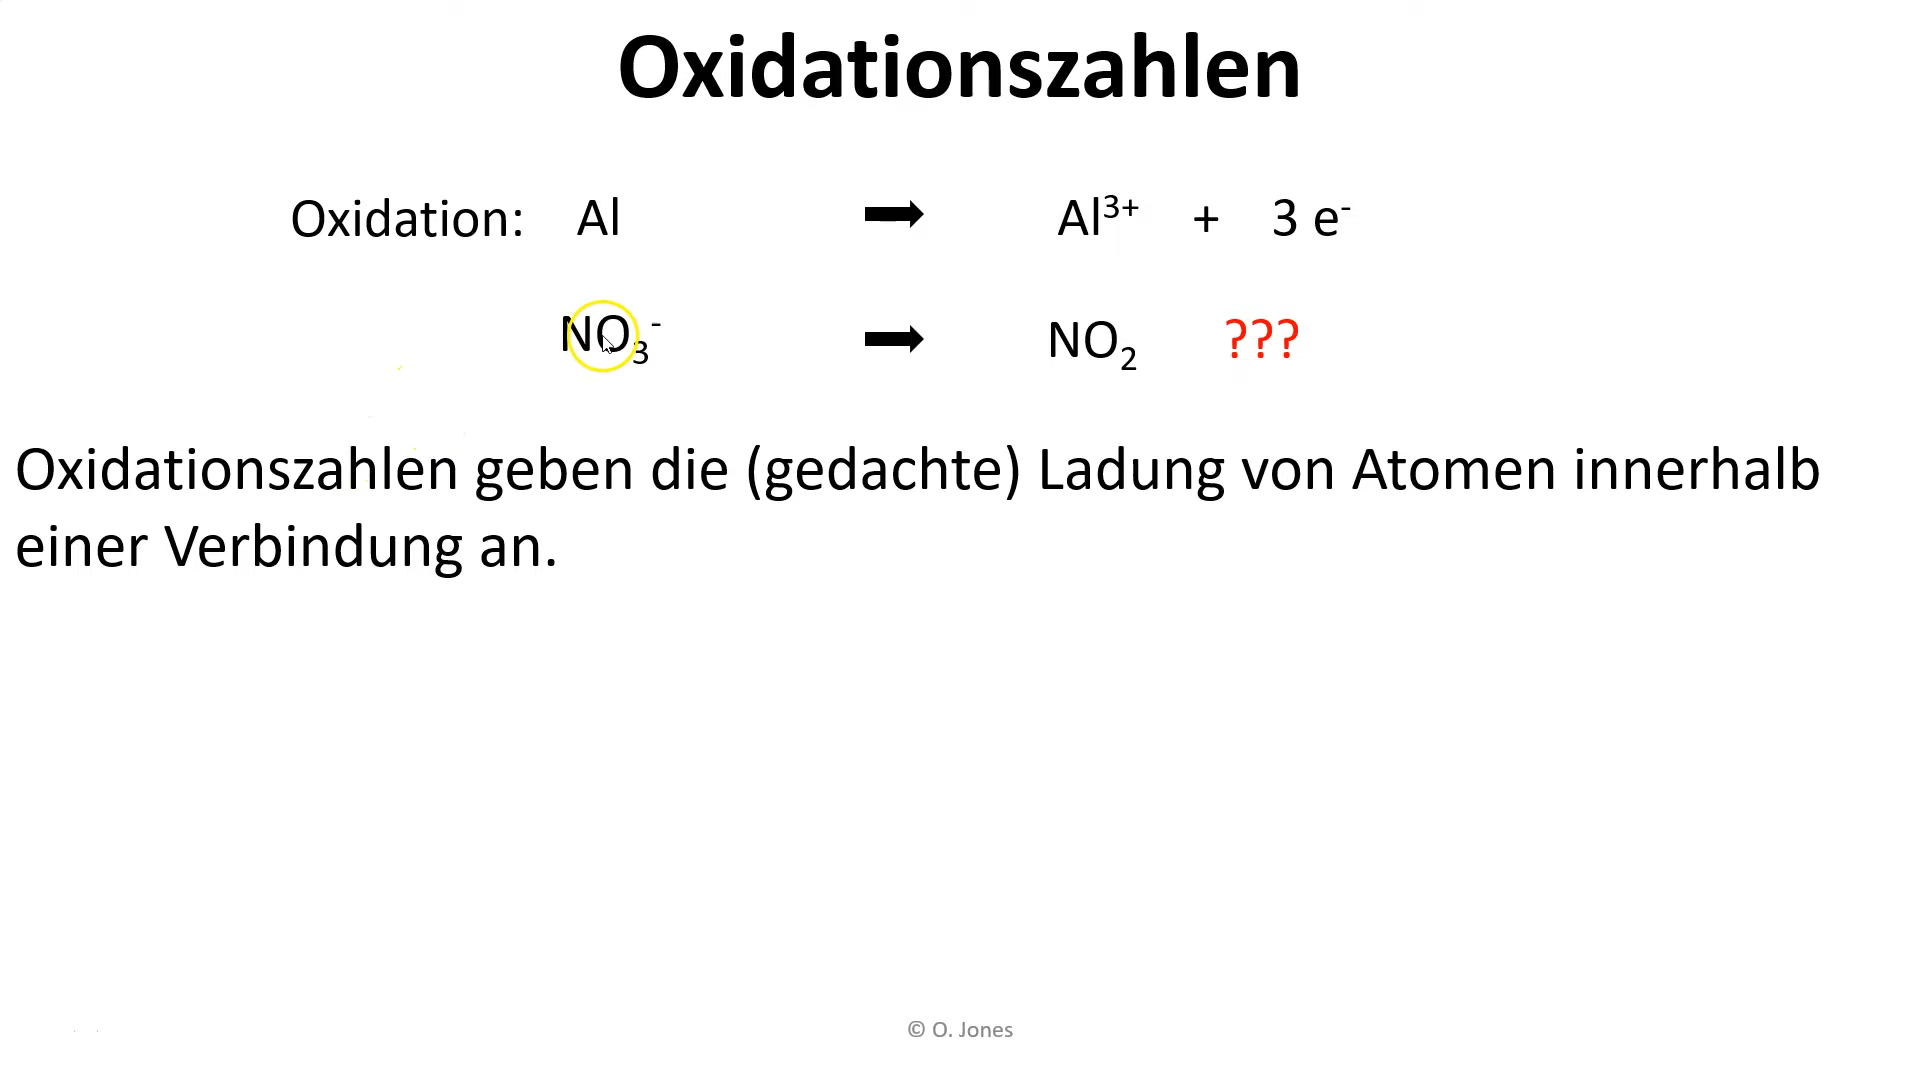 Oxidationszahlen
Oxidation: Al ➡ Al³⁺ + 3 e⁻
NO₃⁻ ➡ NO₂ ???
Oxidationszahlen geben die (gedachte) Ladung von Atomen innerhalb
einer Verbindung an.
© O. Jones